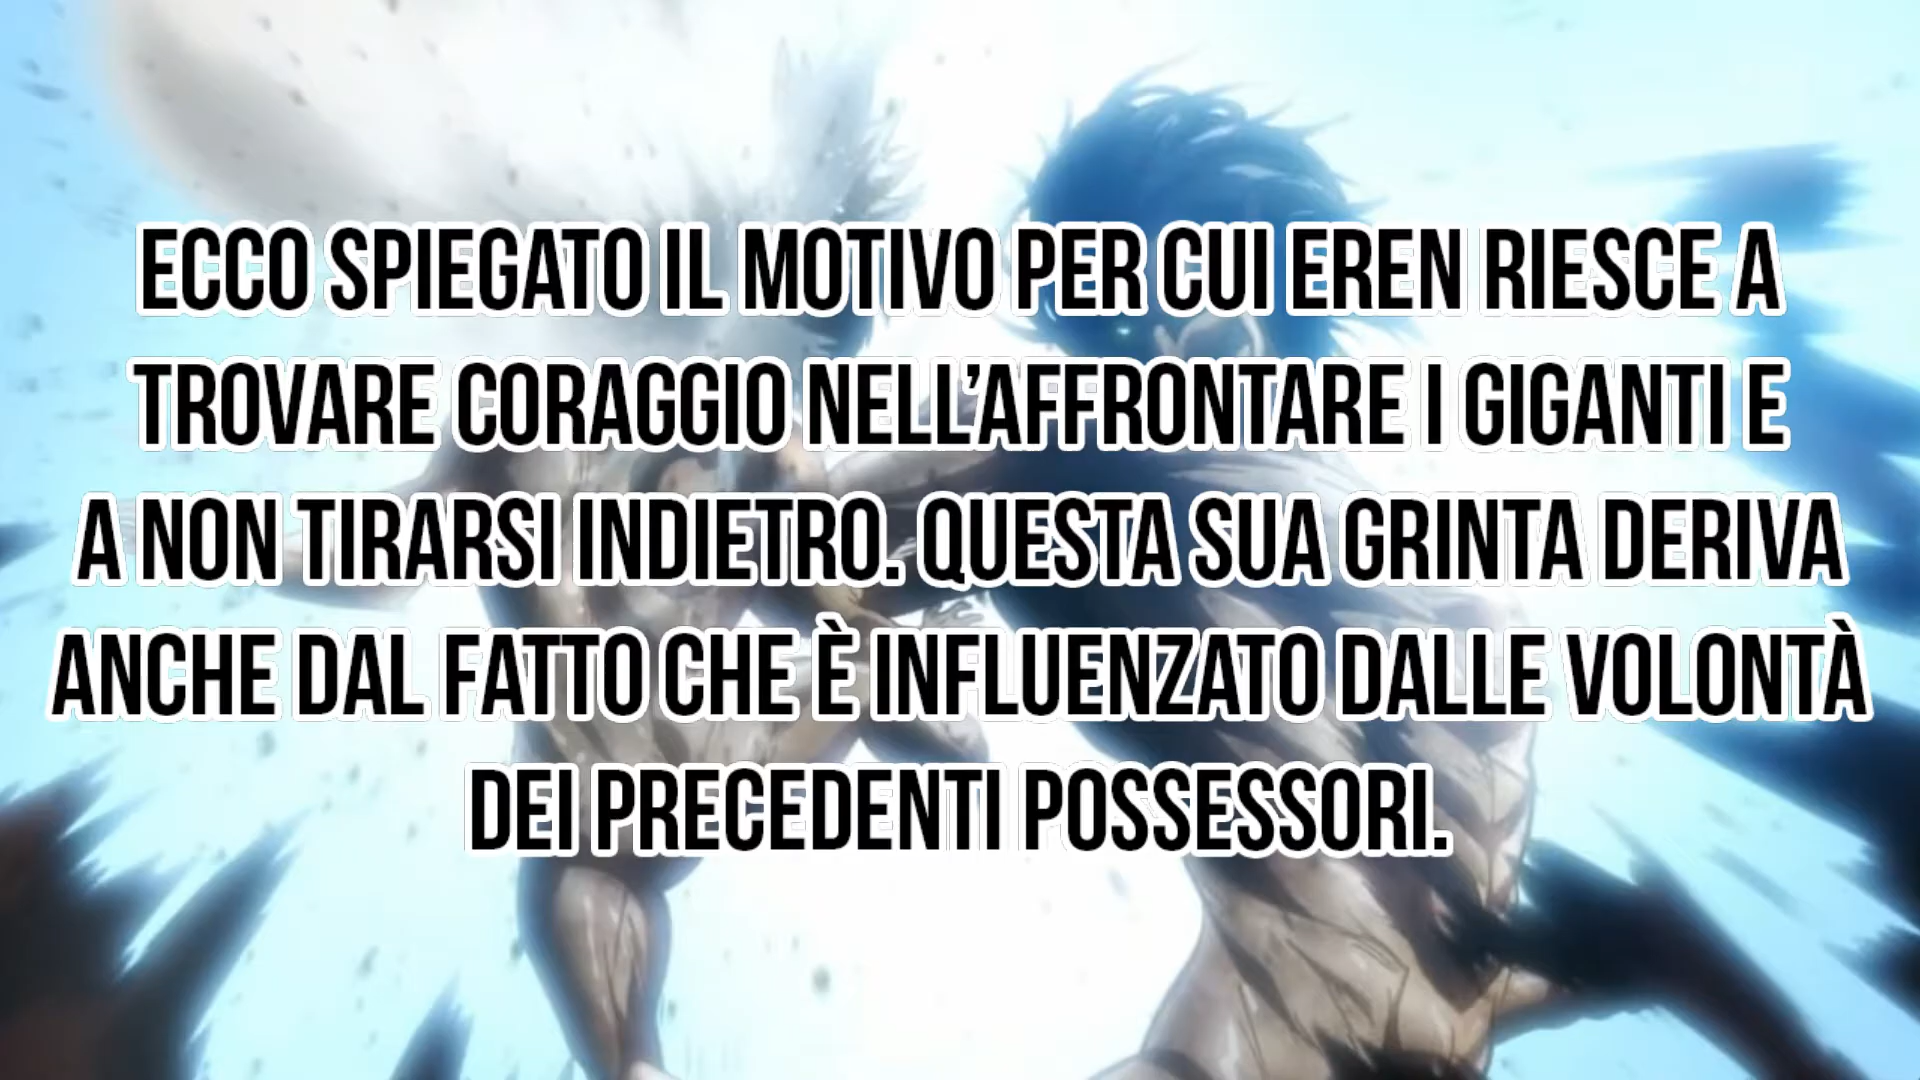 ECCO SPIEGATO IL MOTIVO PER CUI EREN RIESCE A
TROVARE CORAGGIO NELL'AFFRONTARE I GIGANTI E
A NON TIRARSI INDIETRO. QUESTA SUA GRINTA DERIVA
ANCHE DAL FATTO CHE È INFLUENZATO DALLE VOLONTÀ
DEI PRECEDENTI POSSESSORI.